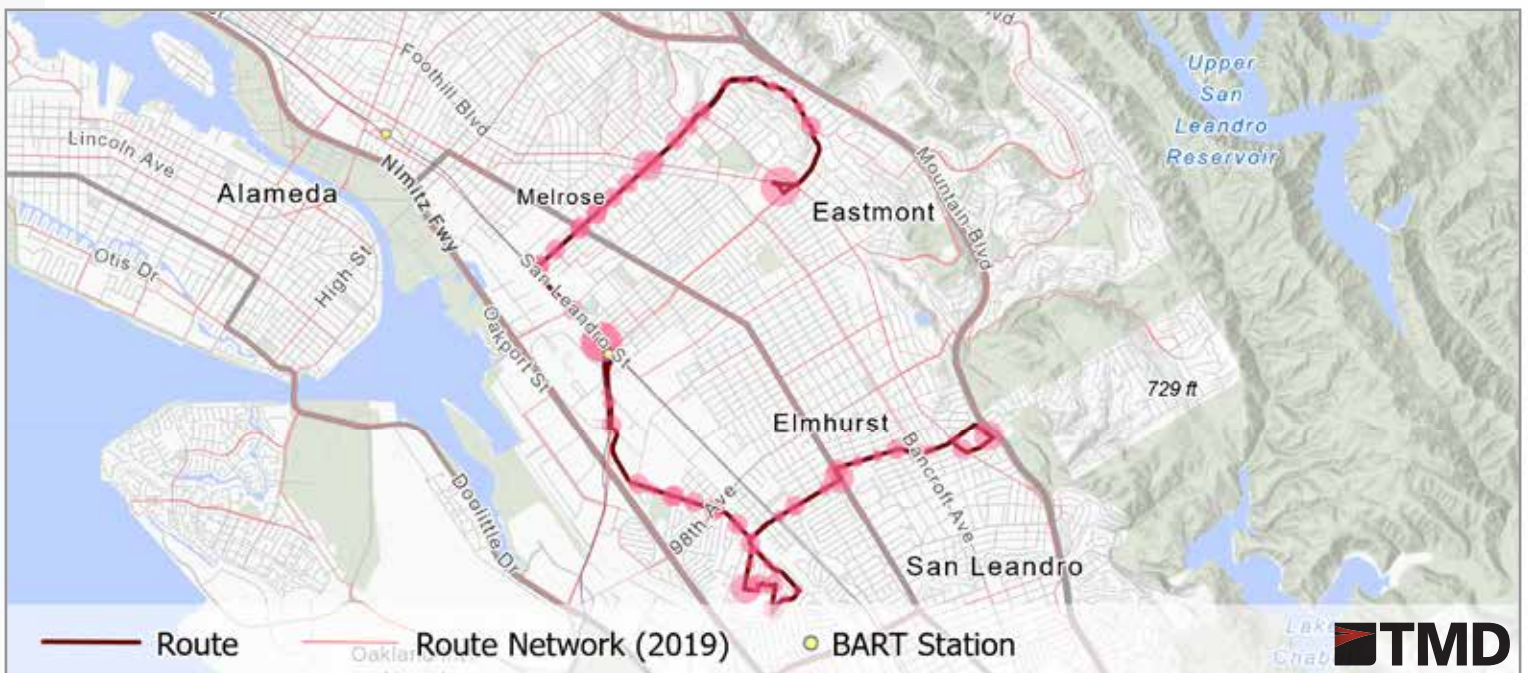 Foothill Blvd
Upper
San
Leandro
Reservoir
Lincoln Ave
Alameda
Nimitz Fwy
Melrose
Eastmont
Mountain Blvd
Otis Dr
High St
San Leandro St
Oakport St
729 ft
Elmhurst
Bancroft Ave
Doolittle Dr
98th Ave
San Leandro
Route
Route Network (2019)
BART Station
Lake
TMD